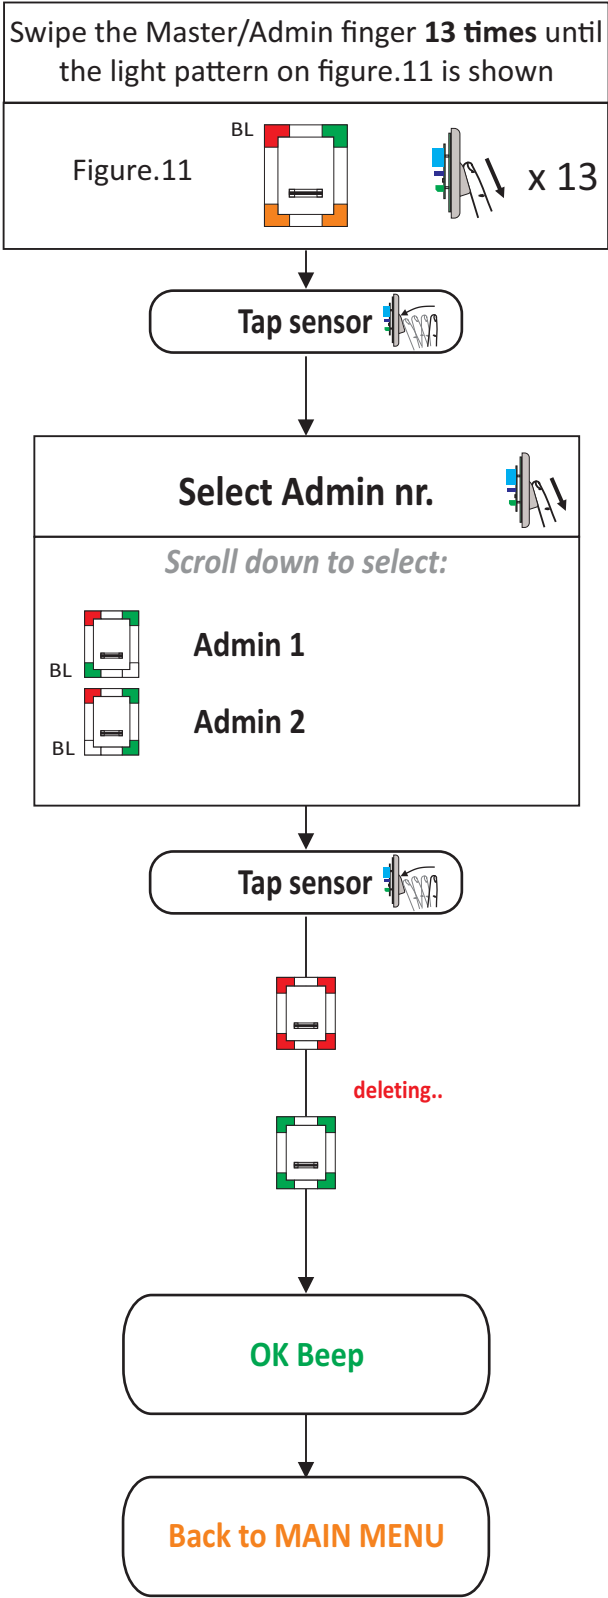 Swipe the Master/Admin finger 13 times until
the light pattern on figure.11 is shown
BL
Figure.11
x 13
Tap sensor
Select Admin nr.
Scroll down to select:
Admin 1
BL
Admin 2
BL
Tap sensor
deleting..
OK Beep
Back to MAIN MENU